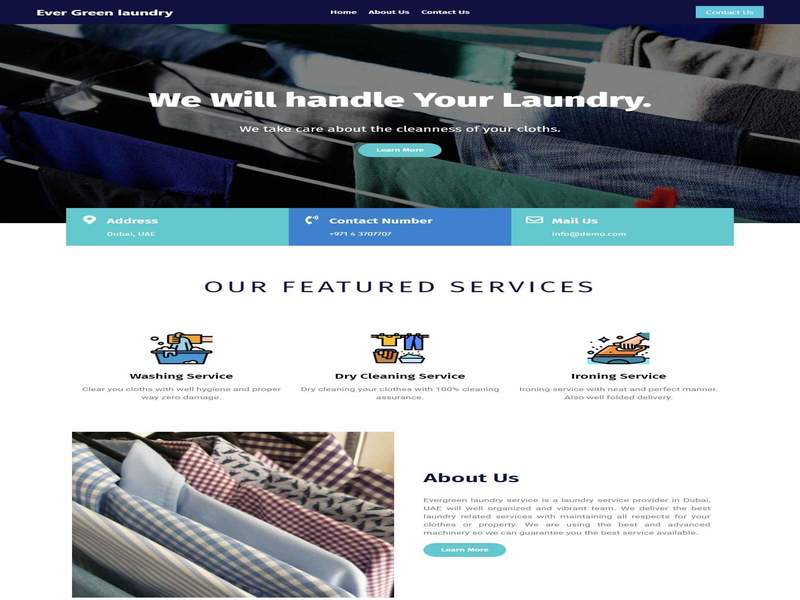 Ever Green laundry
Home About Us Contact Us
Contact Us
We Will handle Your Laundry.
We take care about the cleanness of your cloths.
Learn More
Address
Dubai, UAE
Contact Number
+971 4 3707707
Mail Us
info@demo.com
OUR FEATURED SERVICES
Washing Service
Clear you cloths with well hygiene and proper
way zero damage.
Dry Cleaning Service
Dry cleaning your clothes with 100% cleaning
assurance.
Ironing Service
Ironing service with neat and perfect manner.
Also well folded delivery.
About Us
Evergreen laundry service is a laundry service provider in Dubai,
UAE will well organized and vibrant team. We deliver the best
laundry related services with maintaining all respects for your
clothes or property. We are using the best and advanced
machinery so we can guarantee you the best service available.
Learn More